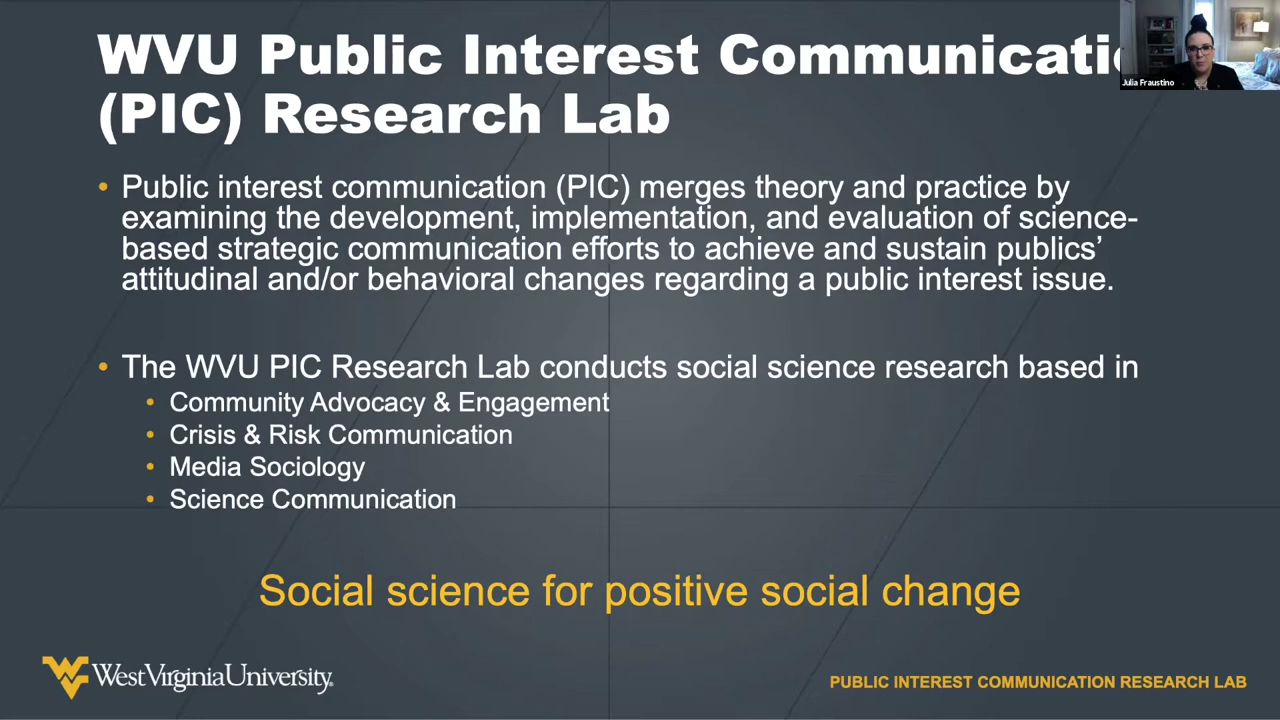 WVU Public Interest Communicatio
(PIC) Research Lab
Julia Fraustino
• Public interest communication (PIC) merges theory and practice by
examining the development, implementation, and evaluation of science-
based strategic communication efforts to achieve and sustain publics’
attitudinal and/or behavioral changes regarding a public interest issue.
• The WVU PIC Research Lab conducts social science research based in
• Community Advocacy & Engagement
• Crisis & Risk Communication
• Media Sociology
• Science Communication
Social science for positive social change
WestVirginiaUniversity®
PUBLIC INTEREST COMMUNICATION RESEARCH LAB